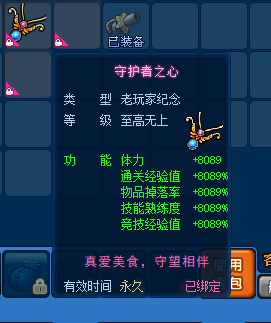 已装备
守护者之心
类 型 老玩家纪念
等 级 至高无上
功 能 体力 +8089
通关经验值 +8089%
物品掉落率 +8089%
技能熟练度 +8089%
竞技经验值 +8089%
真爱美食，守望相伴
有效时间 永久 已绑定
使用
包